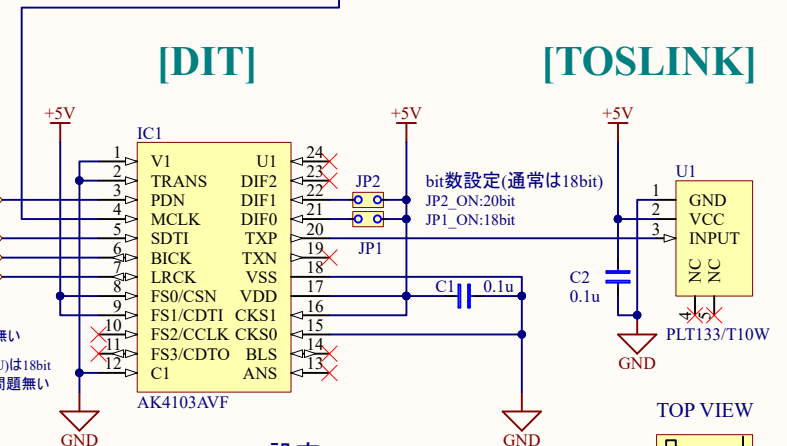 [DIT]
[TOSLINK]
+5V
+5V
+5V
IC1
1 V1 U1 24
2 TRANS DIF2 23
3 PDN DIF1 22
4 MCLK DIF0 21
5 SDTI TXP 20
6 BICK TXN 19
7 LRCK VSS 18
8 FS0/CSN VDD 17
9 FS1/CDTI CKS1 16
10 FS2/CCLK CKS0 15
11 FS3/CDTO BLS 14
12 C1 ANS 13
AK4103AVF
GND
JP2
JP1
bit数設定(通常は18bit)
JP2_ON:20bit
JP1_ON:18bit
C1 0.1u
GND
C2
0.1u
U1
1 GND
2 VCC
3 INPUT
NC NC
4 5
PLT133/T10W
GND
無い
)は18bit
問題無い
TOP VIEW